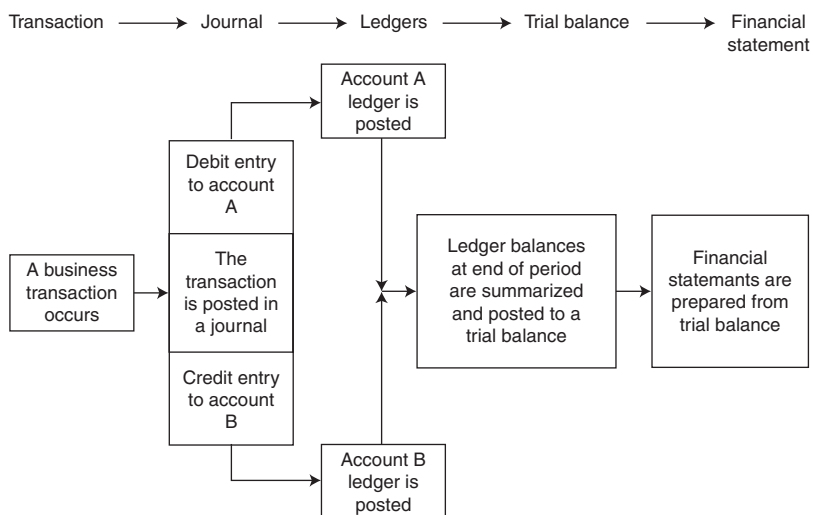 Transaction
Journal
Ledgers
Trial balance
Financial
statement
Account A
ledger is
posted
Debit entry
to account
A
A business
transaction
occurs
The
transaction
is posted in
a journal
Ledger balances
at end of period
are summarized
and posted to a
trial balance
Financial
statemants are
prepared from
trial balance
Credit entry
to account
B
Account B
ledger is
posted